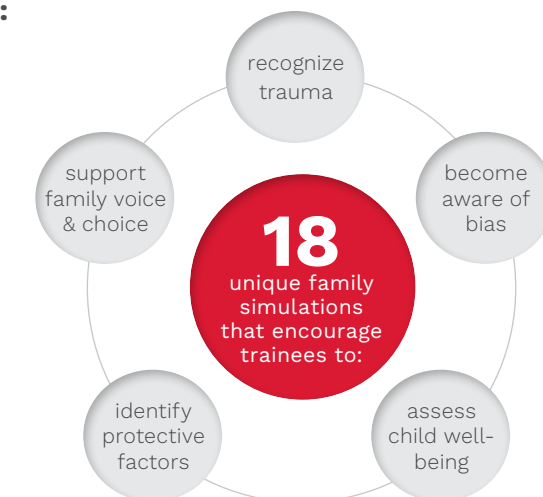 :
recognize
trauma
become
aware of
bias
assess
child well-
being
identify
protective
factors
support
family voice
& choice
18
unique family
simulations
that encourage
trainees to: